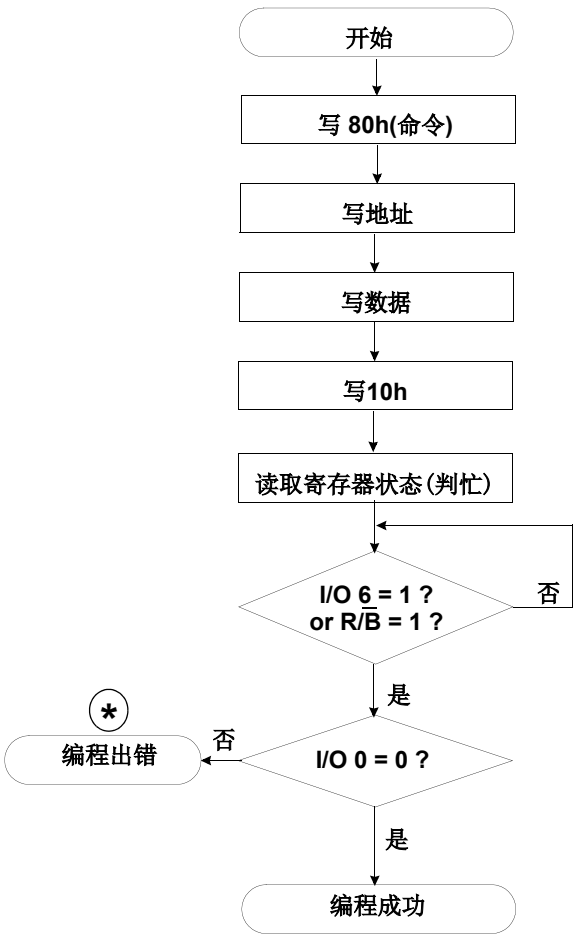 开始
写 80h(命令)
写地址
写数据
写10h
读取寄存器状态(判忙)
I/O 6 = 1 ?
or R/B̅ = 1 ?
否
是
*
编程出错
否
I/O 0 = 0 ?
是
编程成功